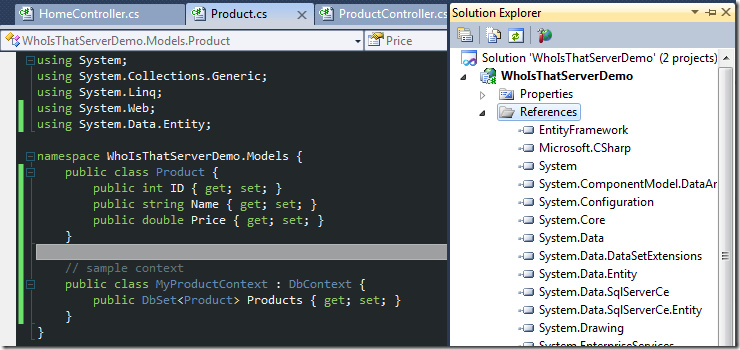 HomeController.cs
Product.cs
ProductController.cs
WhoIsThatServerDemo.Models.Product
Price
using System;
using System.Collections.Generic;
using System.Linq;
using System.Web;
using System.Data.Entity;
namespace WhoIsThatServerDemo.Models {
public class Product {
public int ID { get; set; }
public string Name { get; set; }
public double Price { get; set; }
}
// sample context
public class MyProductContext : DbContext {
public DbSet<Product> Products { get; set; }
}
}
Solution Explorer
Solution 'WhoIsThatServerDemo' (2 projects)
WhoIsThatServerDemo
Properties
References
EntityFramework
Microsoft.CSharp
System
System.ComponentModel.DataAr
System.Configuration
System.Core
System.Data
System.Data.DataSetExtensions
System.Data.Entity
System.Data.SqlServerCe
System.Data.SqlServerCe.Entity
System.Drawing
System.EnterpriseServices